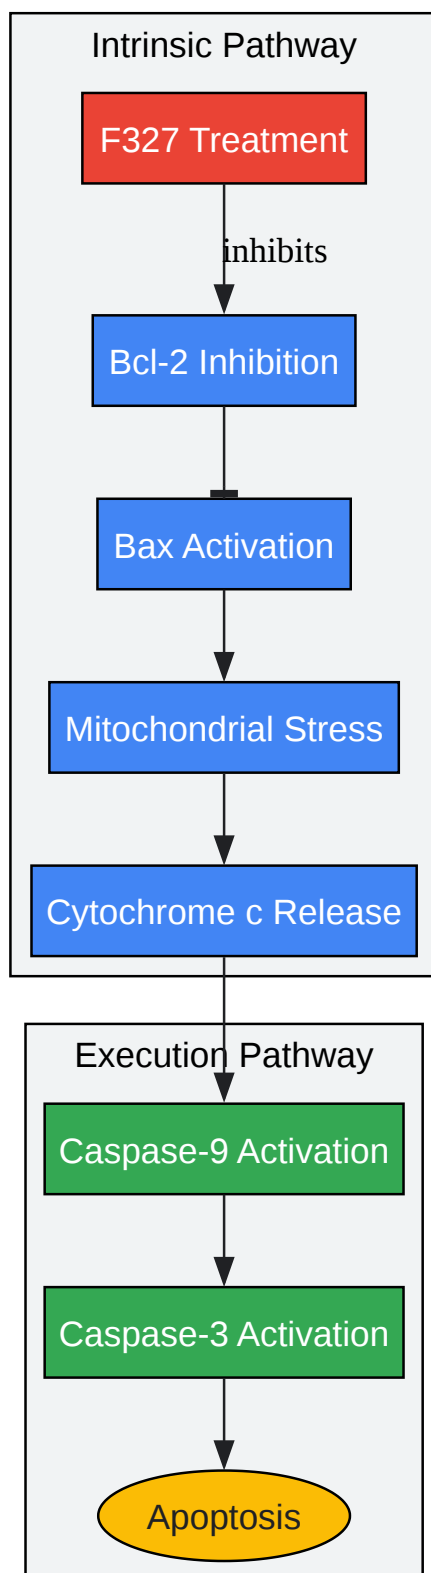 Intrinsic Pathway
F327 Treatment
inhibits
Bcl-2 Inhibition
Bax Activation
Mitochondrial Stress
Cytochrome c Release
Execution Pathway
Caspase-9 Activation
Caspase-3 Activation
Apoptosis